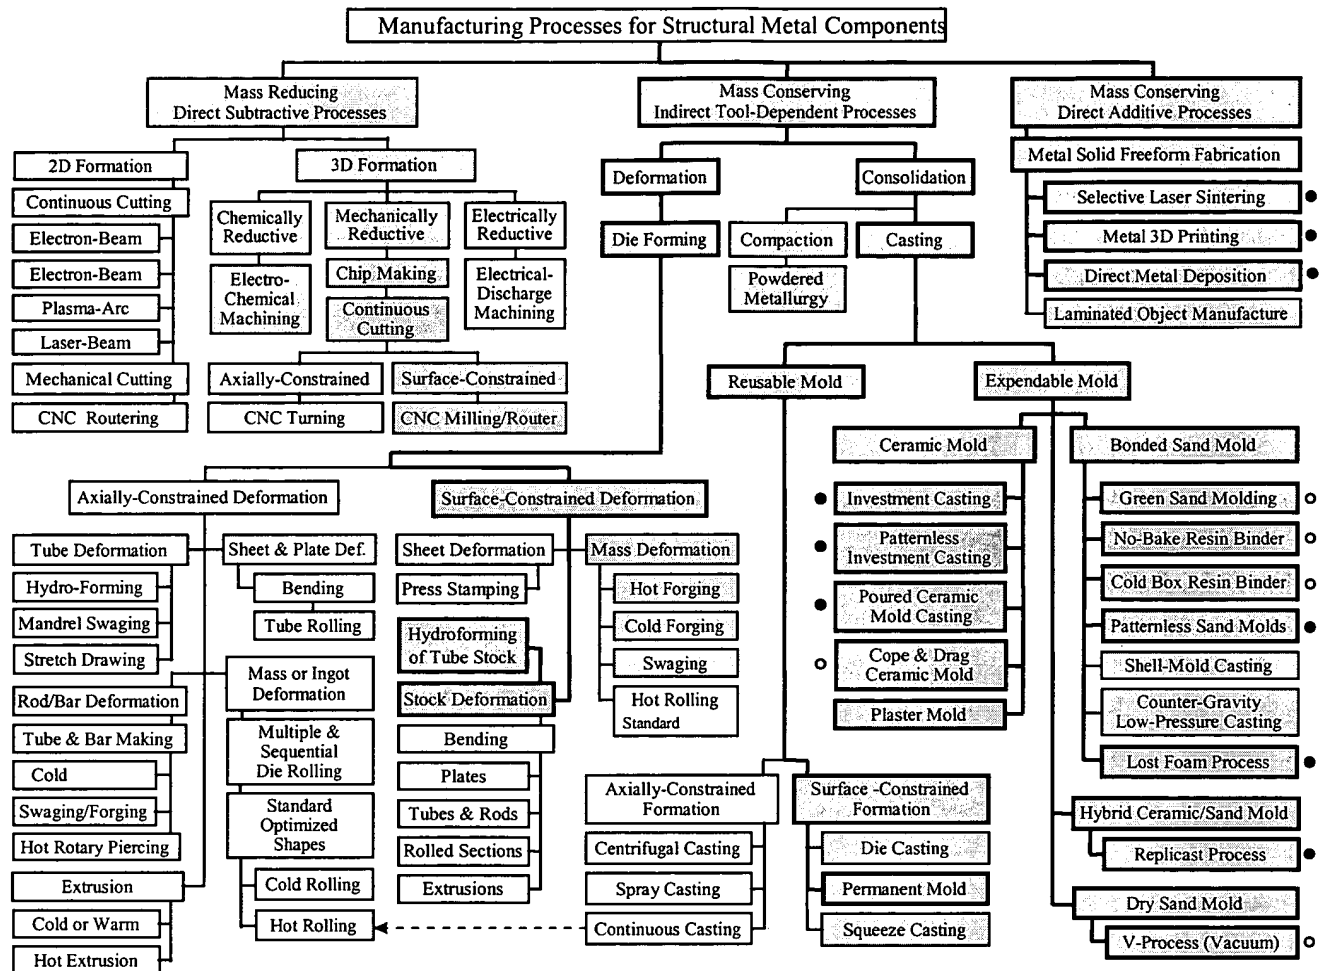 Manufacturing Processes for Structural Metal Components
Mass Reducing
Direct Subtractive Processes
Mass Conserving
Indirect Tool-Dependent Processes
Mass Conserving
Direct Additive Processes
2D Formation
Continuous Cutting
Electron-Beam
Electron-Beam
Plasma-Arc
Laser-Beam
Mechanical Cutting
CNC Routering
3D Formation
Chemically
Reductive
Electro-
Chemical
Machining
Mechanically
Reductive
Chip Making
Continuous
Cutting
Electrically
Reductive
Electrical-
Discharge
Machining
Axially-Constrained
CNC Turning
Surface-Constrained
CNC Milling/Router
Deformation
Die Forming
Consolidation
Compaction
Powdered
Metallurgy
Casting
Metal Solid Freeform Fabrication
Selective Laser Sintering
Metal 3D Printing
Direct Metal Deposition
Laminated Object Manufacture
Reusable Mold
Expendable Mold
Ceramic Mold
Investment Casting
Patternless
Investment Casting
Poured Ceramic
Mold Casting
Cope & Drag
Ceramic Mold
Plaster Mold
Bonded Sand Mold
Green Sand Molding
No-Bake Resin Binder
Cold Box Resin Binder
Patternless Sand Molds
Shell-Mold Casting
Counter-Gravity
Low-Pressure Casting
Lost Foam Process
Hybrid Ceramic/Sand Mold
Replicast Process
Dry Sand Mold
V-Process (Vacuum)
Axially-Constrained Deformation
Tube Deformation
Hydro-Forming
Mandrel Swaging
Stretch Drawing
Rod/Bar Deformation
Tube & Bar Making
Cold
Swaging/Forging
Hot Rotary Piercing
Extrusion
Cold or Warm
Hot Extrusion
Sheet & Plate Def.
Bending
Tube Rolling
Mass or Ingot
Deformation
Multiple &
Sequential
Die Rolling
Standard
Optimized
Shapes
Cold Rolling
Hot Rolling
Surface-Constrained Deformation
Sheet Deformation
Press Stamping
Hydroforming
of Tube Stock
Stock Deformation
Bending
Plates
Tubes & Rods
Rolled Sections
Extrusions
Mass Deformation
Hot Forging
Cold Forging
Swaging
Hot Rolling
Standard
Axially-Constrained
Formation
Centrifugal Casting
Spray Casting
Continuous Casting
Surface -Constrained
Formation
Die Casting
Permanent Mold
Squeeze Casting